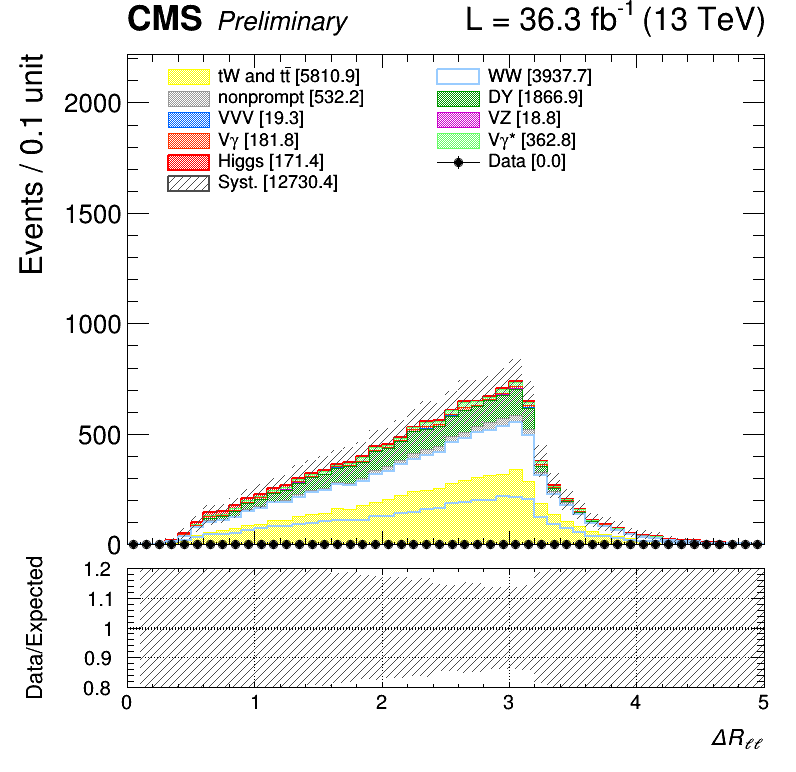 CMS Preliminary L = 36.3 fb⁻¹ (13 TeV)
Events / 0.1 unit
2000
1500
1000
500
0
tW and tt̄ [5810.9]
nonprompt [532.2]
VVV [19.3]
Vγ [181.8]
Higgs [171.4]
Syst. [12730.4]
WW [3937.7]
DY [1866.9]
VZ [18.8]
Vγ* [362.8]
Data [0.0]
Data/Expected
1.2
1.1
1
0.9
0.8
0 1 2 3 4 5
ΔRℓℓ